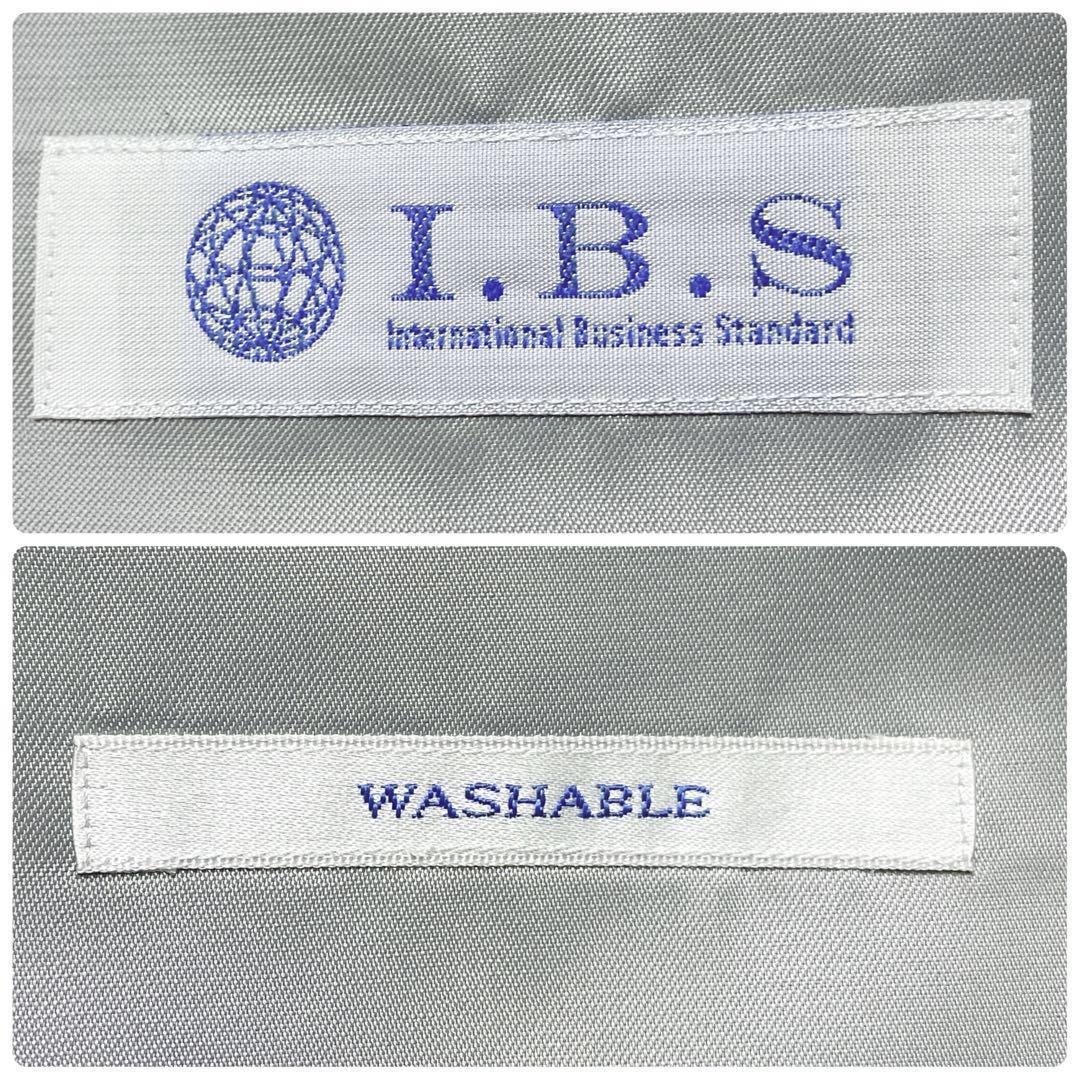 I.B.S
International Business Standard
WASHABLE